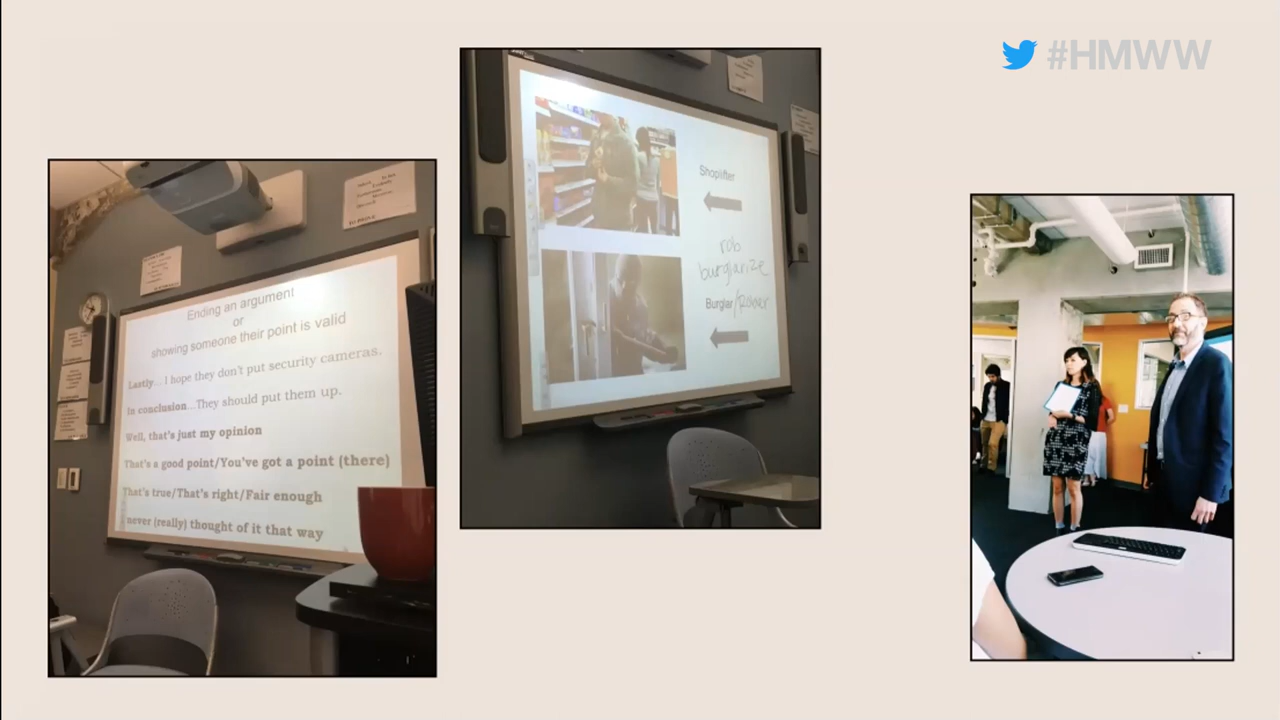 #HMWW
Ending an argument
or
showing someone their point is valid
Lastly... I hope they don't put security cameras.
In conclusion...They should put them up.
Well, that's just my opinion
That's a good point/You've got a point (there)
That's true/That's right/Fair enough
never (really) thought of it that way
Shoplifter
rob
burglarize
Burglar/Robber